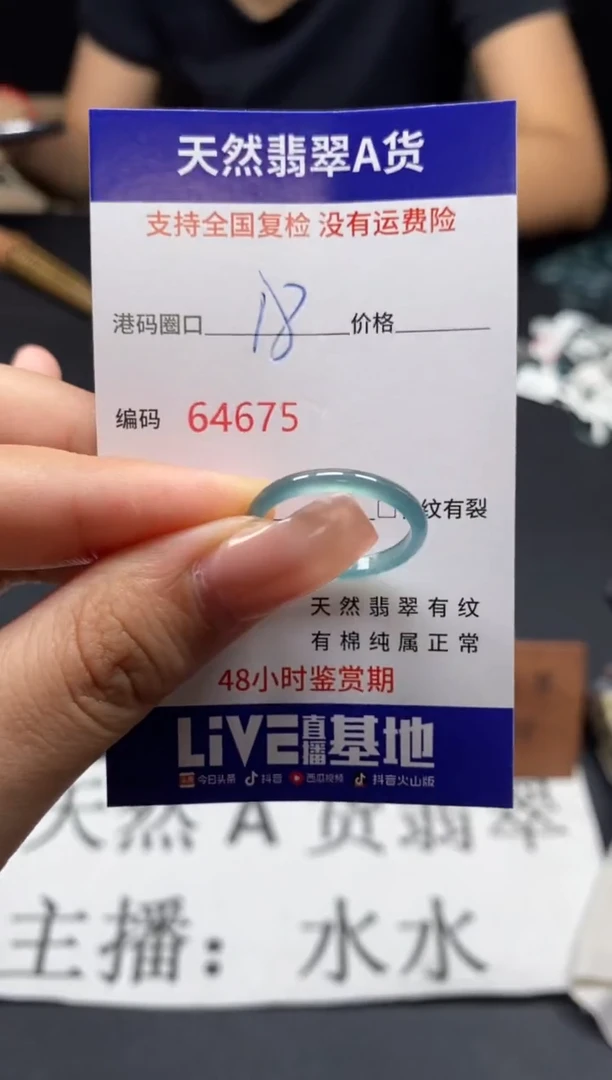 天然翡翠A货
支持全国复检 没有运费险
港码圈口 18 价格
编码 64675
纹有裂
天然翡翠有纹
有棉纯属正常
48小时鉴赏期
LiVE直播基地
今日头条 抖音 西瓜视频 抖音火山版
天然A货翡翠
主播：水水